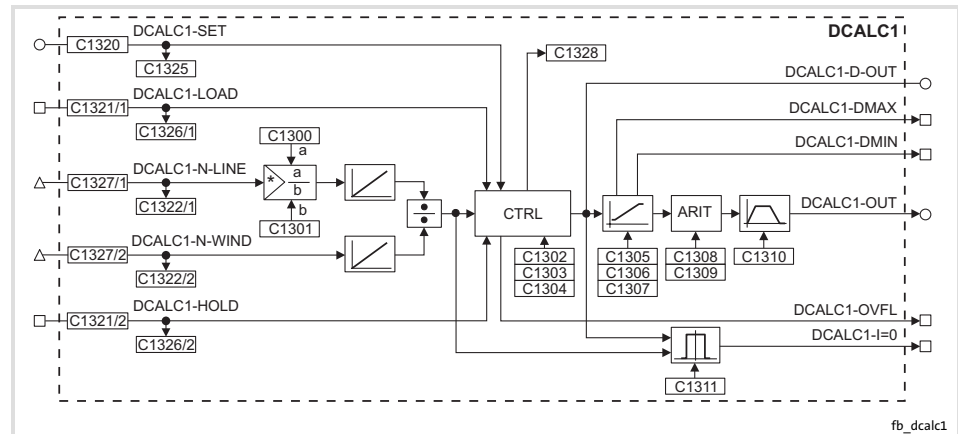 DCALC1
C1320
DCALC1-SET
C1325
C1328
DCALC1-D-OUT
C1321/1
DCALC1-LOAD
C1326/1
DCALC1-DMAX
DCALC1-DMIN
C1300
a
C1327/1
DCALC1-N-LINE
C1322/1
*
a
b
b
C1301
CTRL
ARIT
DCALC1-OUT
C1327/2
DCALC1-N-WIND
C1322/2
C1302
C1303
C1304
C1305
C1306
C1307
C1308
C1309
C1310
C1321/2
DCALC1-HOLD
C1326/2
DCALC1-OVFL
DCALC1-I=0
C1311
fb_dcalc1